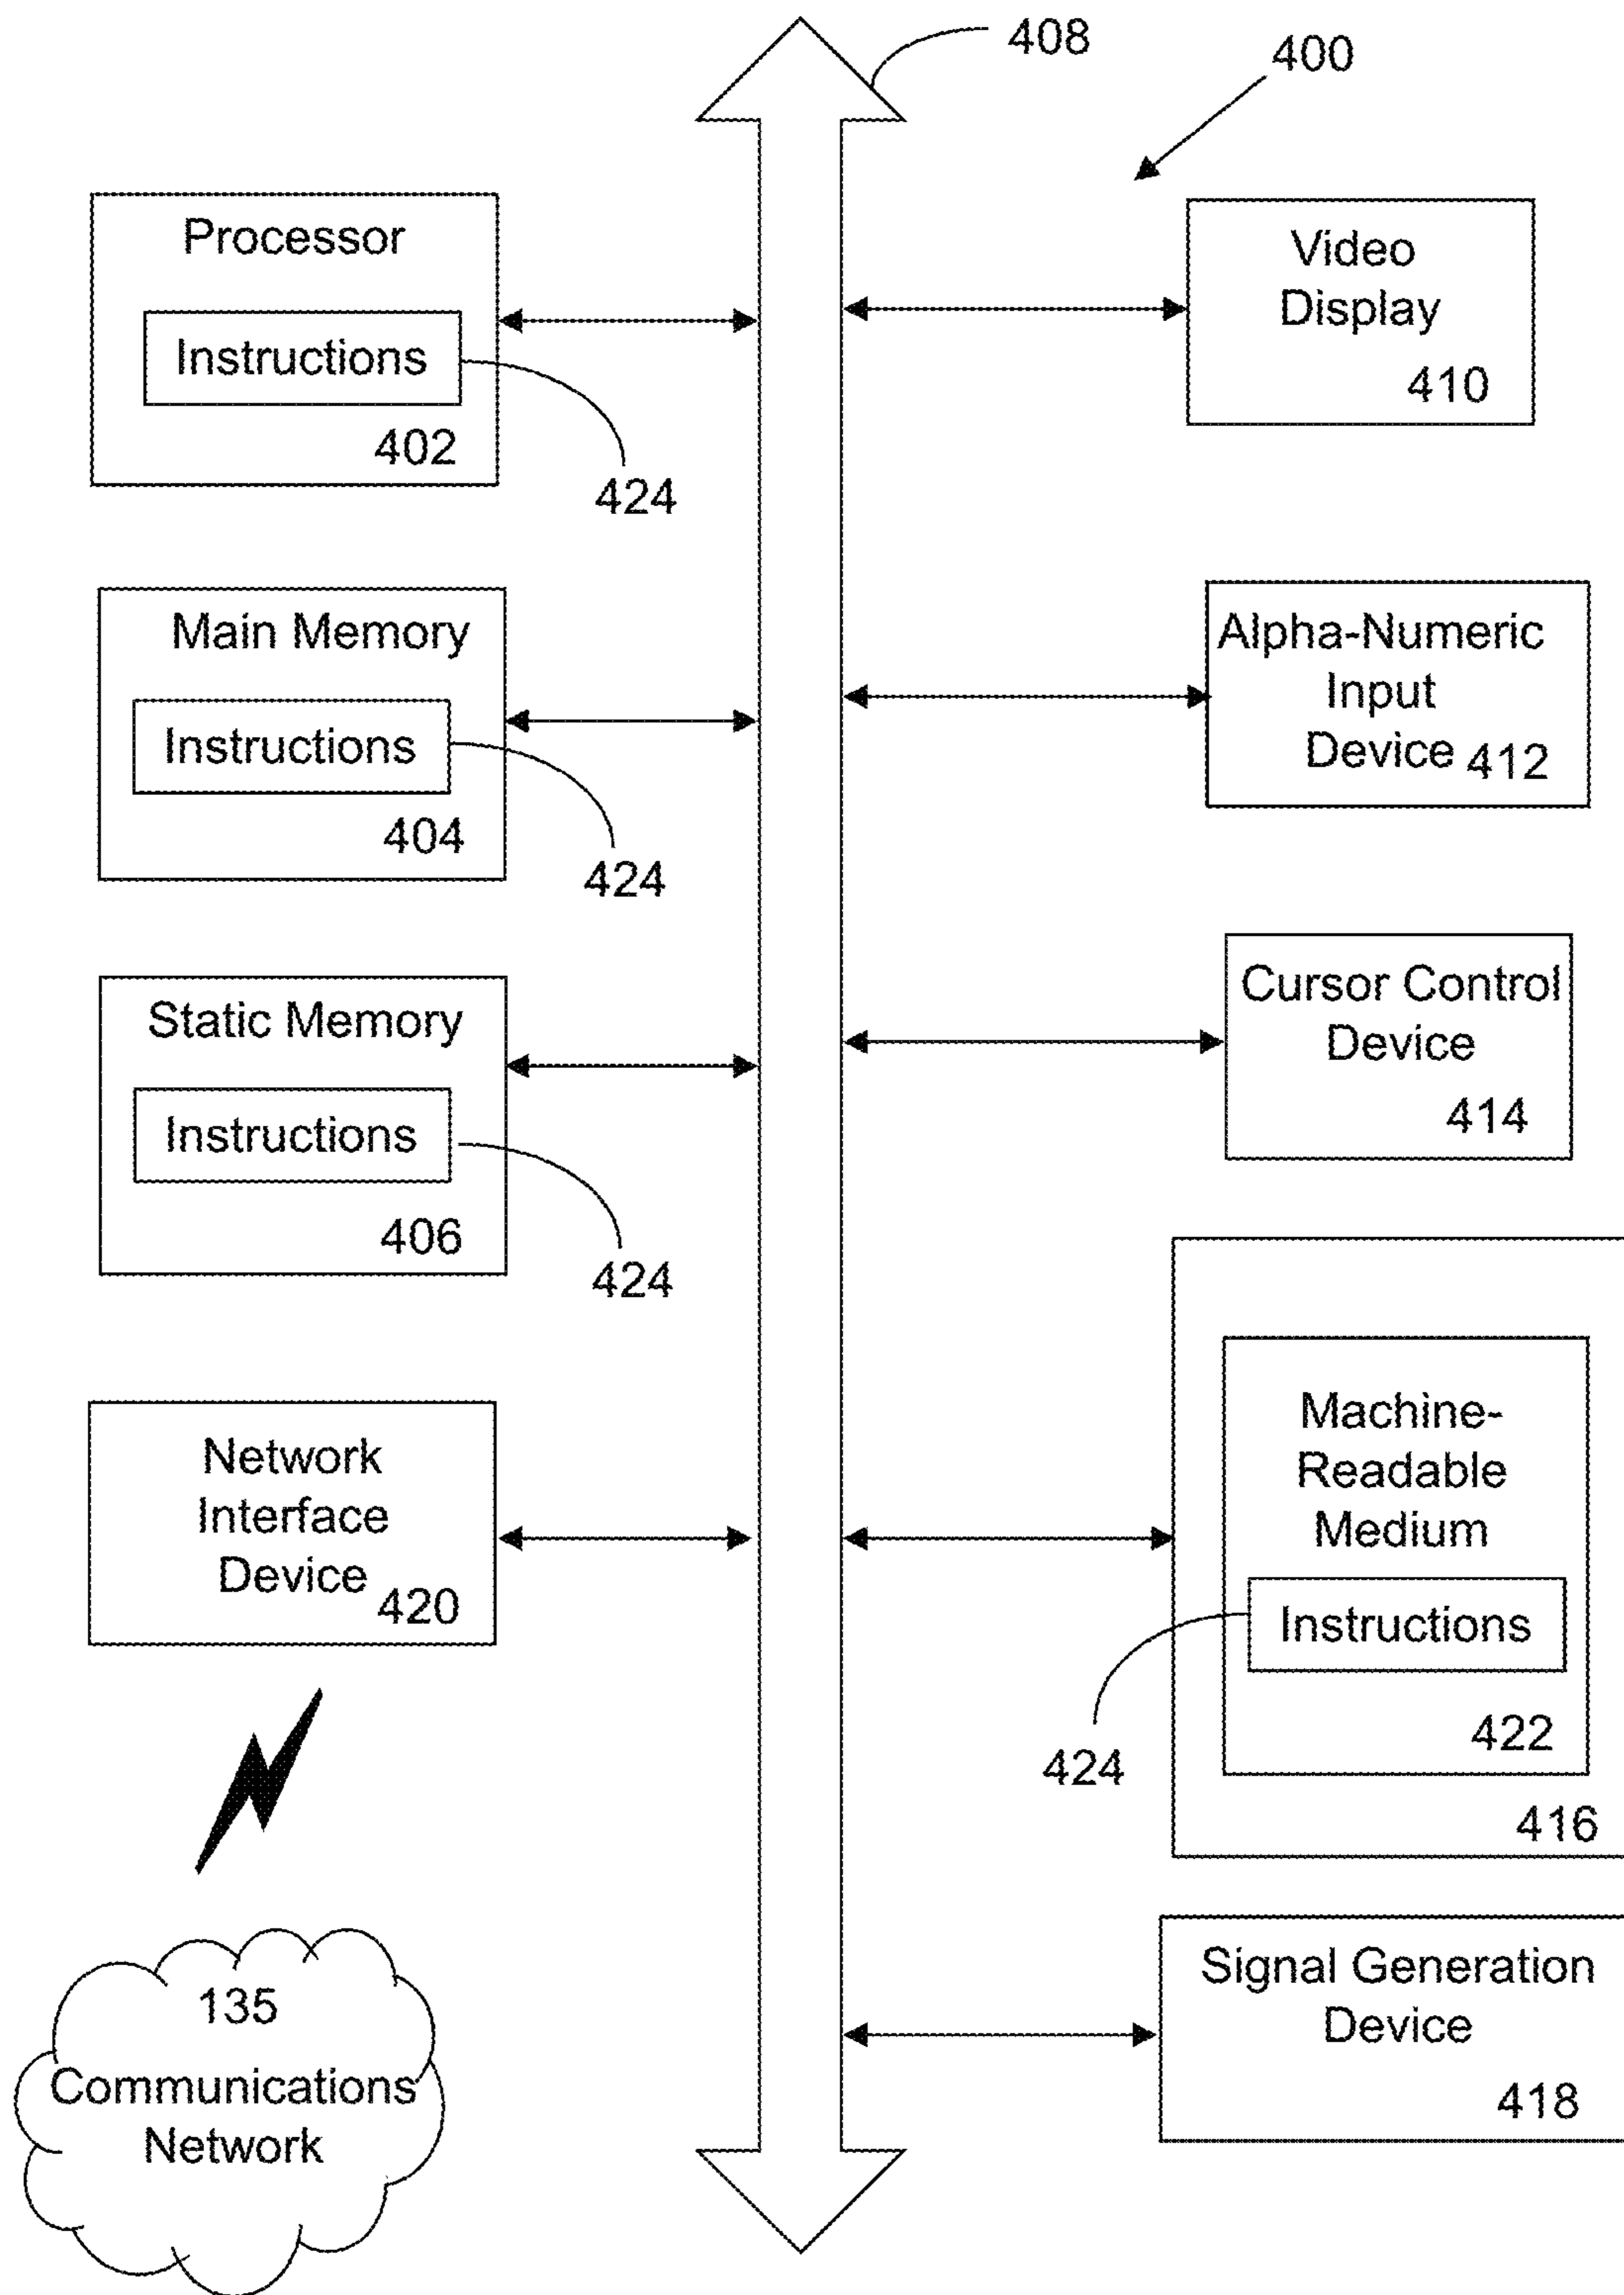 408
400
Processor
Instructions
402
424
Main Memory
Instructions
404
424
Static Memory
Instructions
406
424
Network
Interface
Device
420
135
Communications
Network
Video
Display
410
Alpha-Numeric
Input
Device
412
Cursor Control
Device
414
Machine-
Readable
Medium
Instructions
424
422
416
Signal Generation
Device
418